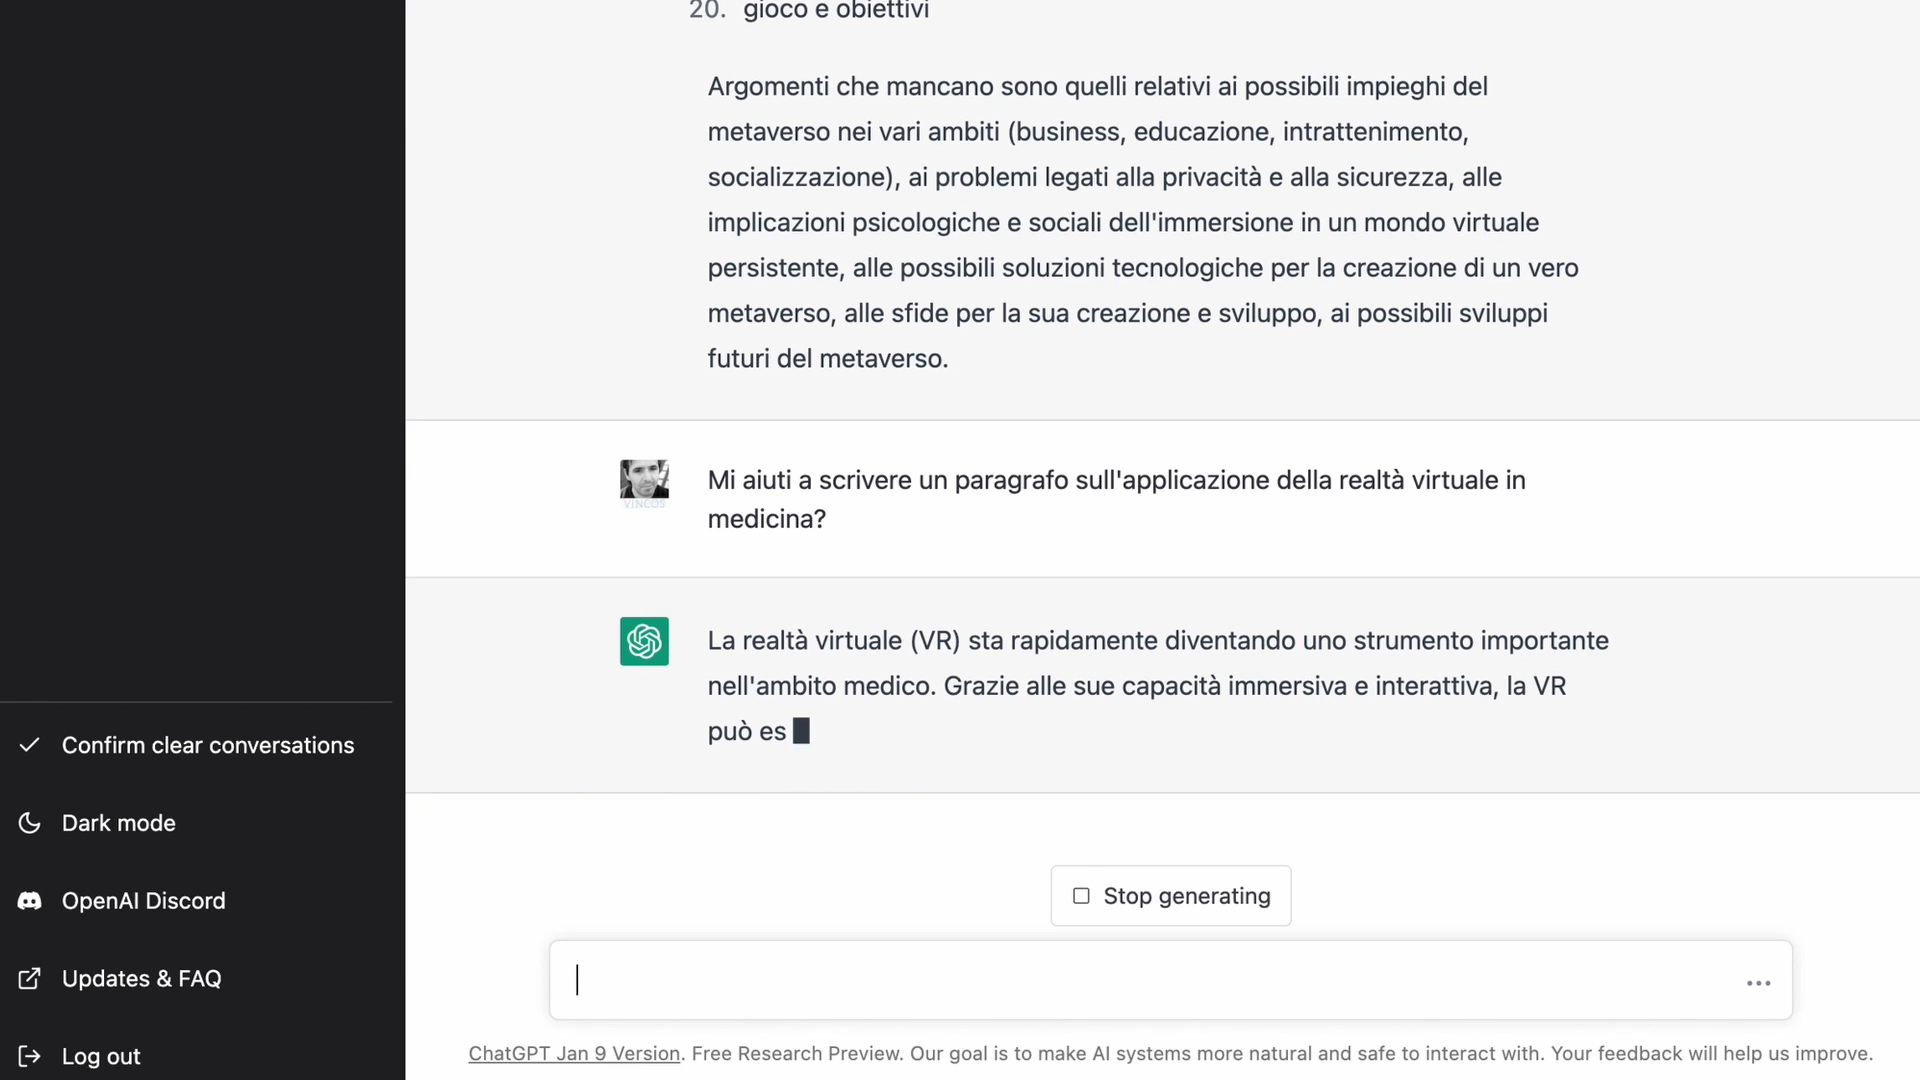 20. gioco e obiettivi
Argomenti che mancano sono quelli relativi ai possibili impieghi del
metaverso nei vari ambiti (business, educazione, intrattenimento,
socializzazione), ai problemi legati alla privacità e alla sicurezza, alle
implicazioni psicologiche e sociali dell'immersione in un mondo virtuale
persistente, alle possibili soluzioni tecnologiche per la creazione di un vero
metaverso, alle sfide per la sua creazione e sviluppo, ai possibili sviluppi
futuri del metaverso.
VINCOS
Mi aiuti a scrivere un paragrafo sull'applicazione della realtà virtuale in
medicina?
La realtà virtuale (VR) sta rapidamente diventando uno strumento importante
nell'ambito medico. Grazie alle sue capacità immersiva e interattiva, la VR
può es
Confirm clear conversations
Dark mode
OpenAI Discord
Updates & FAQ
Log out
Stop generating
ChatGPT Jan 9 Version. Free Research Preview. Our goal is to make AI systems more natural and safe to interact with. Your feedback will help us improve.